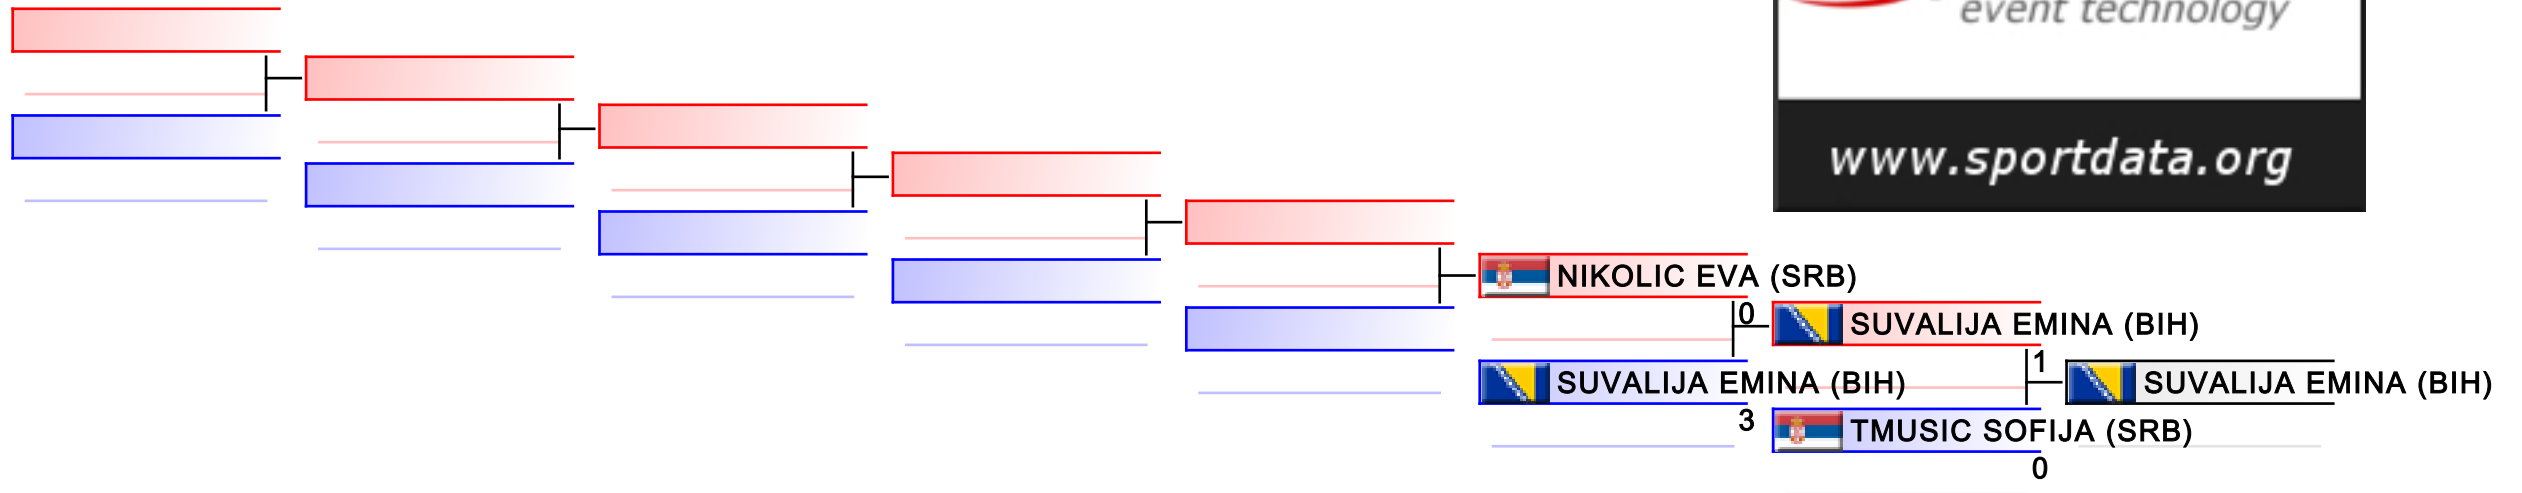 event technology
www.sportdata.org
NIKOLIC EVA (SRB)
0
SUVALIJA EMINA (BIH)
3
SUVALIJA EMINA (BIH)
1
TMUSIC SOFIJA (SRB)
0
SUVALIJA EMINA (BIH)